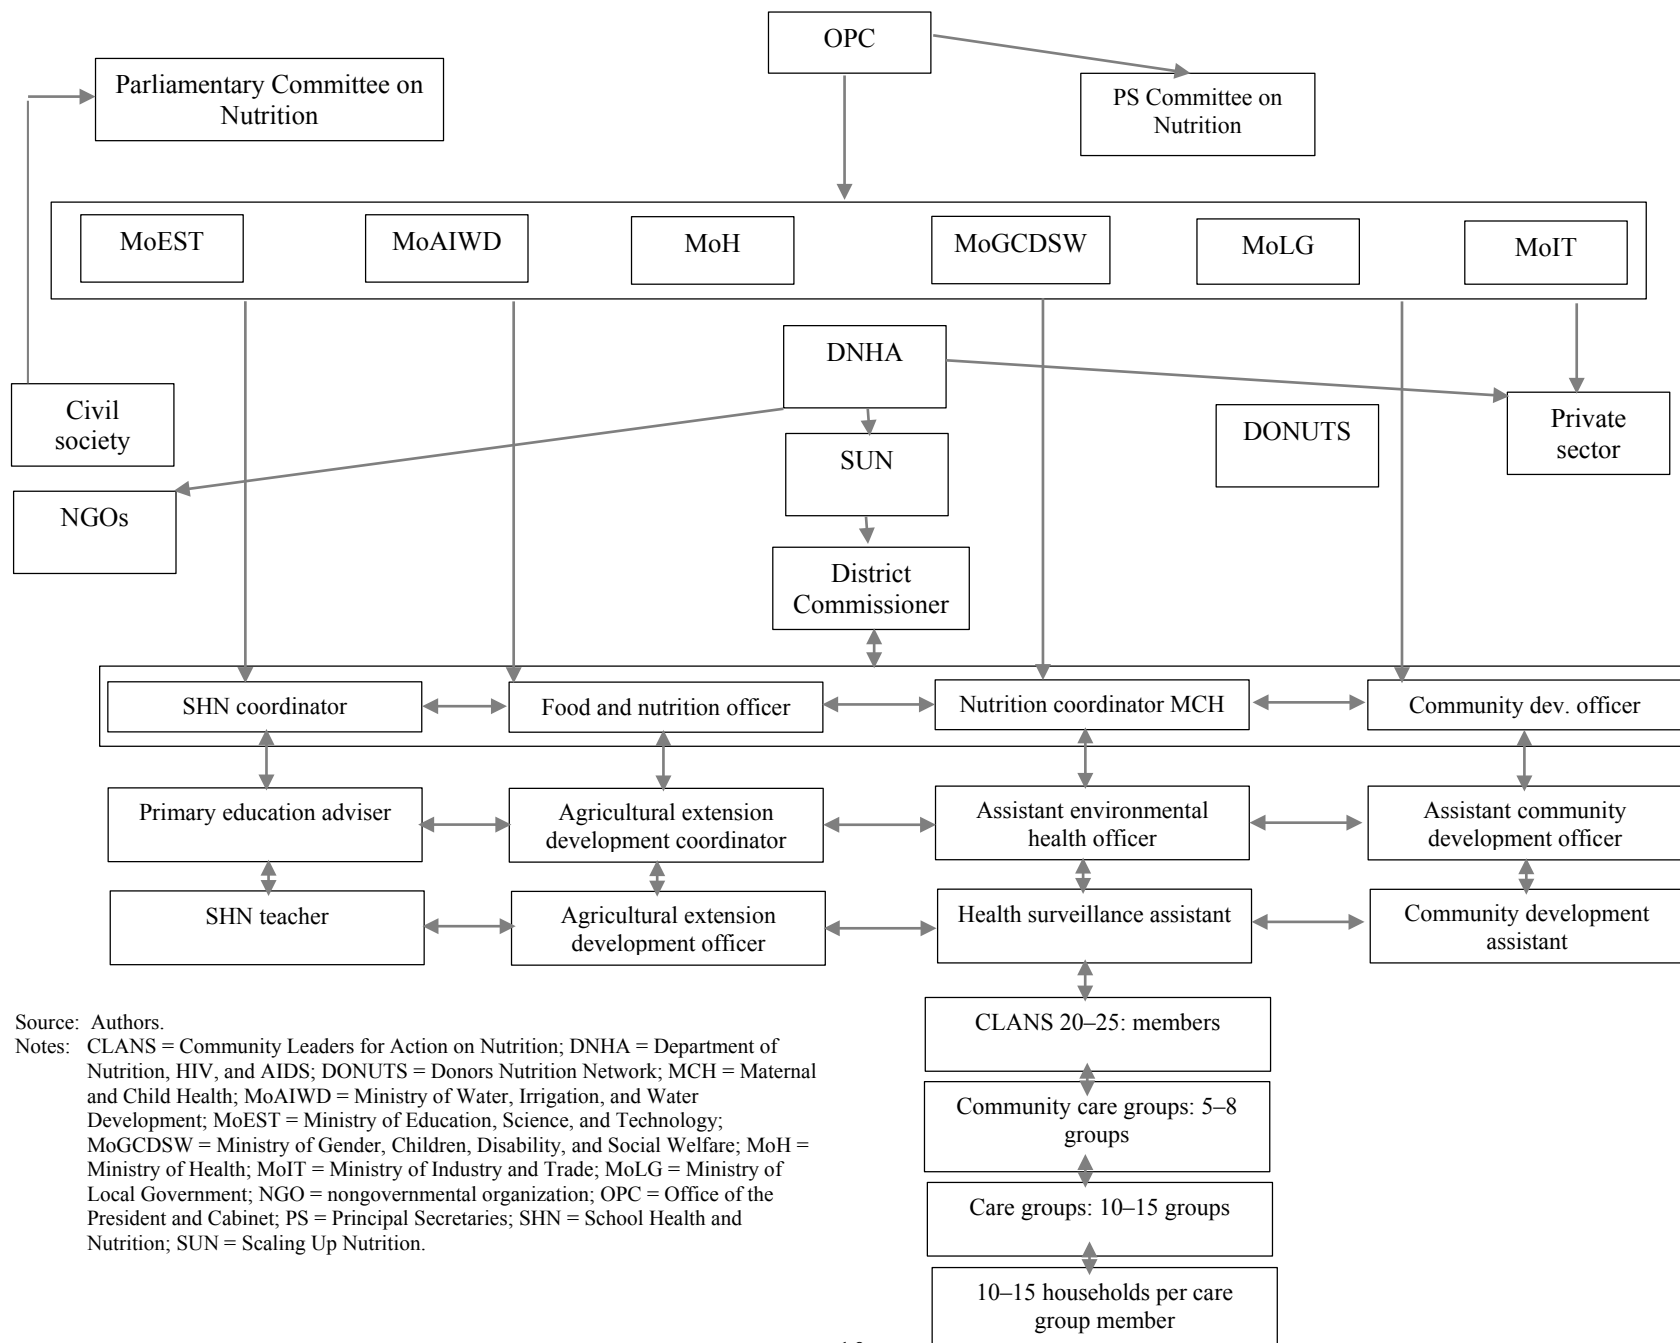 OPC
Parliamentary Committee on
Nutrition
PS Committee on
Nutrition
MoEST
MoAIWD
MoH
MoGCDSW
MoLG
MoIT
DNHA
Civil
society
Private
sector
DONUTS
SUN
NGOs
District
Commissioner
SHN coordinator
Food and nutrition officer
Nutrition coordinator MCH
Community dev. officer
Primary education adviser
Agricultural extension
development coordinator
Assistant environmental
health officer
Assistant community
development officer
SHN teacher
Agricultural extension
development officer
Health surveillance assistant
Community development
assistant
CLANS 20–25: members
Community care groups: 5–8
groups
Care groups: 10–15 groups
10–15 households per care
group member
Source: Authors.
Notes: CLANS = Community Leaders for Action on Nutrition; DNHA = Department of
Nutrition, HIV, and AIDS; DONUTS = Donors Nutrition Network; MCH = Maternal
and Child Health; MoAIWD = Ministry of Water, Irrigation, and Water
Development; MoEST = Ministry of Education, Science, and Technology;
MoGCDSW = Ministry of Gender, Children, Disability, and Social Welfare; MoH =
Ministry of Health; MoIT = Ministry of Industry and Trade; MoLG = Ministry of
Local Government; NGO = nongovernmental organization; OPC = Office of the
President and Cabinet; PS = Principal Secretaries; SHN = School Health and
Nutrition; SUN = Scaling Up Nutrition.